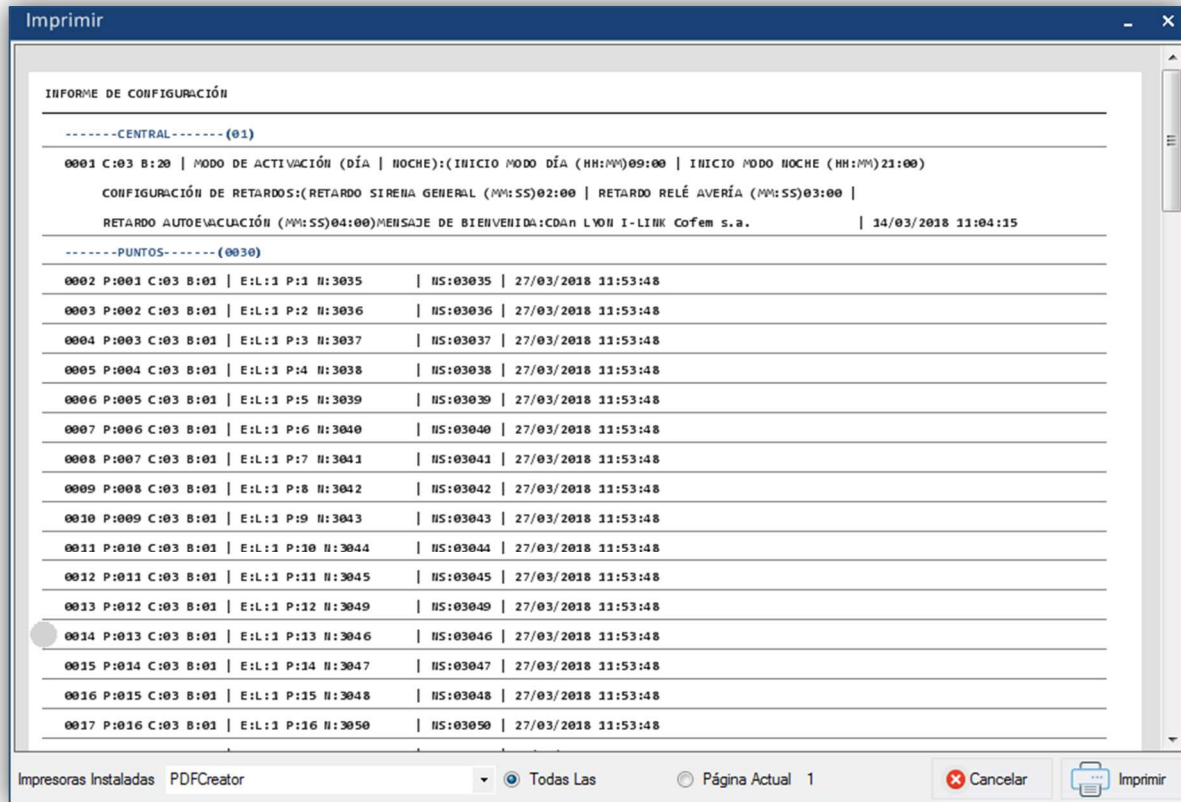 Imprimir
INFORME DE CONFIGURACIÓN
-------CENTRAL-------(01)
0001 C:03 B:20 | MODO DE ACTIVACIÓN (DÍA | NOCHE):(INICIO MODO DÍA (HH:MM)09:00 | INICIO MODO NOCHE (HH:MM)21:00)
CONFIGURACIÓN DE RETARDOS:(RETARDO SIRENA GENERAL (MM:SS)02:00 | RETARDO RELÉ AVERÍA (MM:SS)03:00 |
RETARDO AUTOEVACUACIÓN (MM:SS)04:00)MENSAJE DE BIENVENIDA:CDAn LYON I-LINK Cofem s.a. | 14/03/2018 11:04:15
-------PUNTOS-------(0030)
0002 P:001 C:03 B:01 | E:L:1 P:1 N:3035 | NS:03035 | 27/03/2018 11:53:48
0003 P:002 C:03 B:01 | E:L:1 P:2 N:3036 | NS:03036 | 27/03/2018 11:53:48
0004 P:003 C:03 B:01 | E:L:1 P:3 N:3037 | NS:03037 | 27/03/2018 11:53:48
0005 P:004 C:03 B:01 | E:L:1 P:4 N:3038 | NS:03038 | 27/03/2018 11:53:48
0006 P:005 C:03 B:01 | E:L:1 P:5 N:3039 | NS:03039 | 27/03/2018 11:53:48
0007 P:006 C:03 B:01 | E:L:1 P:6 N:3040 | NS:03040 | 27/03/2018 11:53:48
0008 P:007 C:03 B:01 | E:L:1 P:7 N:3041 | NS:03041 | 27/03/2018 11:53:48
0009 P:008 C:03 B:01 | E:L:1 P:8 N:3042 | NS:03042 | 27/03/2018 11:53:48
0010 P:009 C:03 B:01 | E:L:1 P:9 N:3043 | NS:03043 | 27/03/2018 11:53:48
0011 P:010 C:03 B:01 | E:L:1 P:10 N:3044 | NS:03044 | 27/03/2018 11:53:48
0012 P:011 C:03 B:01 | E:L:1 P:11 N:3045 | NS:03045 | 27/03/2018 11:53:48
0013 P:012 C:03 B:01 | E:L:1 P:12 N:3049 | NS:03049 | 27/03/2018 11:53:48
0014 P:013 C:03 B:01 | E:L:1 P:13 N:3046 | NS:03046 | 27/03/2018 11:53:48
0015 P:014 C:03 B:01 | E:L:1 P:14 N:3047 | NS:03047 | 27/03/2018 11:53:48
0016 P:015 C:03 B:01 | E:L:1 P:15 N:3048 | NS:03048 | 27/03/2018 11:53:48
0017 P:016 C:03 B:01 | E:L:1 P:16 N:3050 | NS:03050 | 27/03/2018 11:53:48
Impresoras Instaladas PDFCreator Todas Las Página Actual 1 Cancelar Imprimir